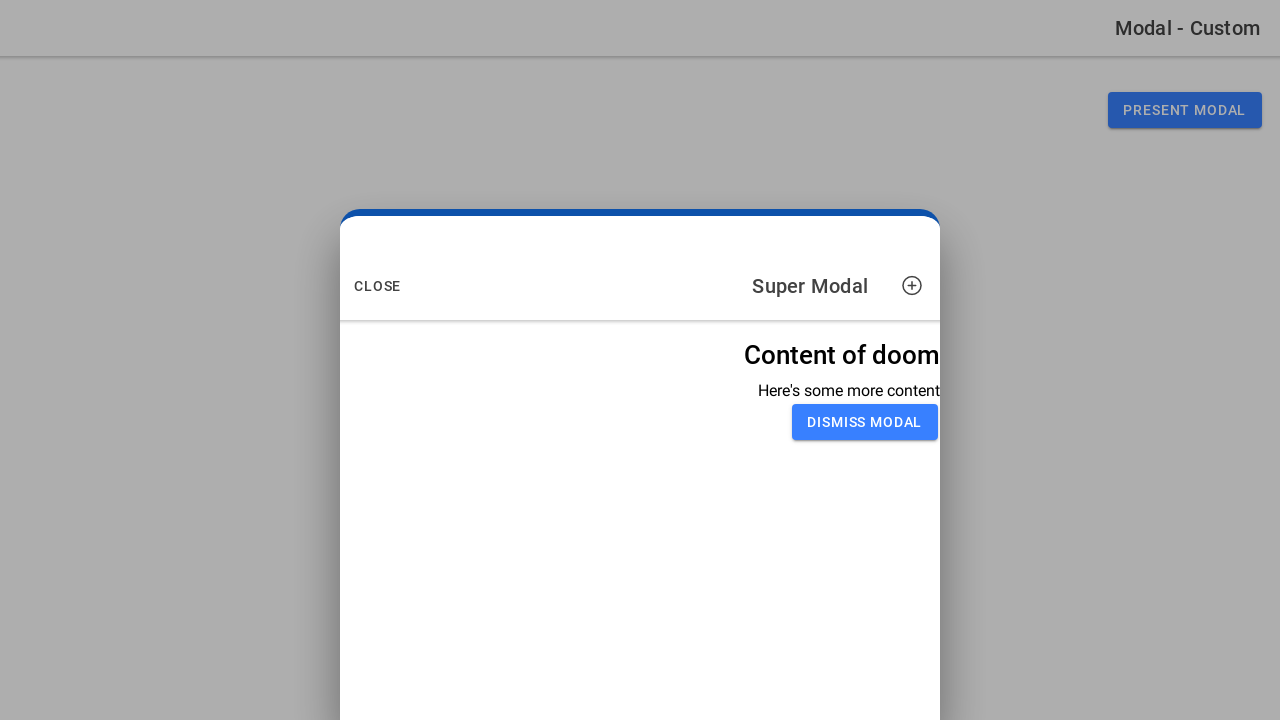 Modal - Custom
PRESENT MODAL
CLOSE
Super Modal
Content of doom
Here's some more content
DISMISS MODAL